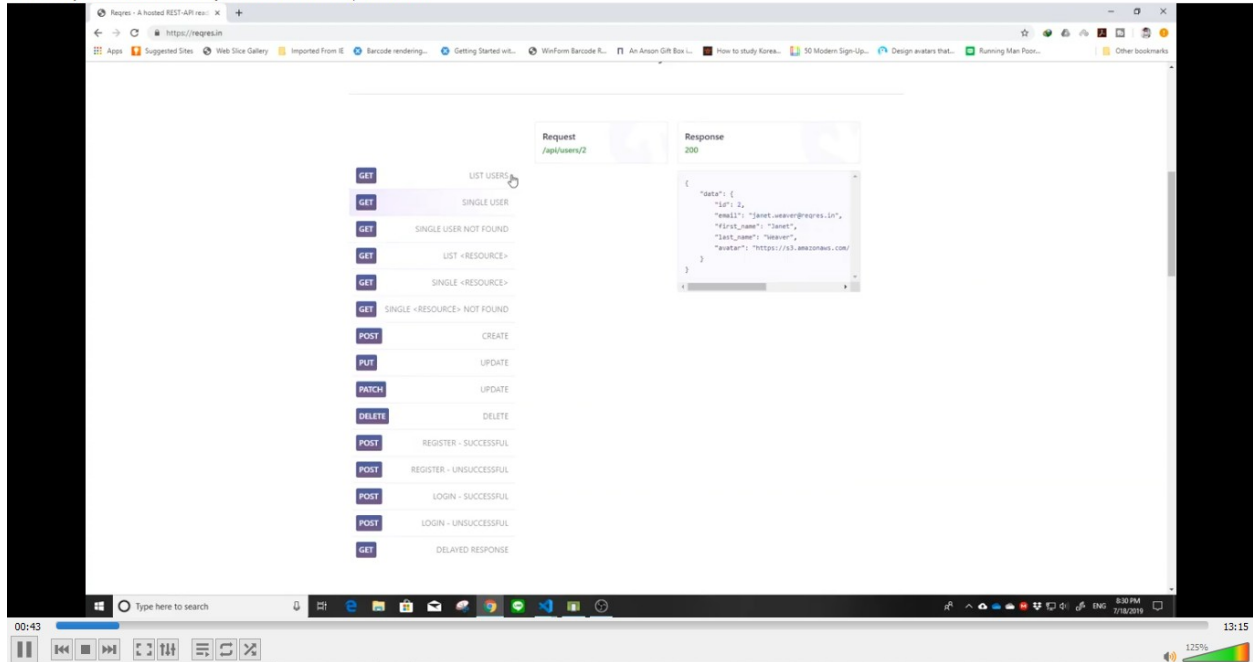 Reqres - A hosted REST-API read
https://reqres.in
Apps Suggested Sites Web Slice Gallery Imported From IE Barcode rendering... Getting Started wit... WinForm Barcode R... An Anson Gift Box i... How to study Korea... 50 Modern Sign-Up... Design avatars that... Running Man Poor... Other bookmarks
Request Response
/api/users/2 200
GET LIST USERS
GET SINGLE USER
GET SINGLE USER NOT FOUND
GET LIST <RESOURCE>
GET SINGLE <RESOURCE>
GET SINGLE <RESOURCE> NOT FOUND
POST CREATE
PUT UPDATE
PATCH UPDATE
DELETE DELETE
POST REGISTER - SUCCESSFUL
POST REGISTER - UNSUCCESSFUL
POST LOGIN - SUCCESSFUL
POST LOGIN - UNSUCCESSFUL
GET DELAYED RESPONSE
{
"data": {
"id": 2,
"email": "janet.weaver@reqres.in",
"first_name": "Janet",
"last_name": "Weaver",
"avatar": "https://s3.amazonaws.com/
}
}
Type here to search
ENG 8:30 PM
7/18/2019
00:43 13:15
125%